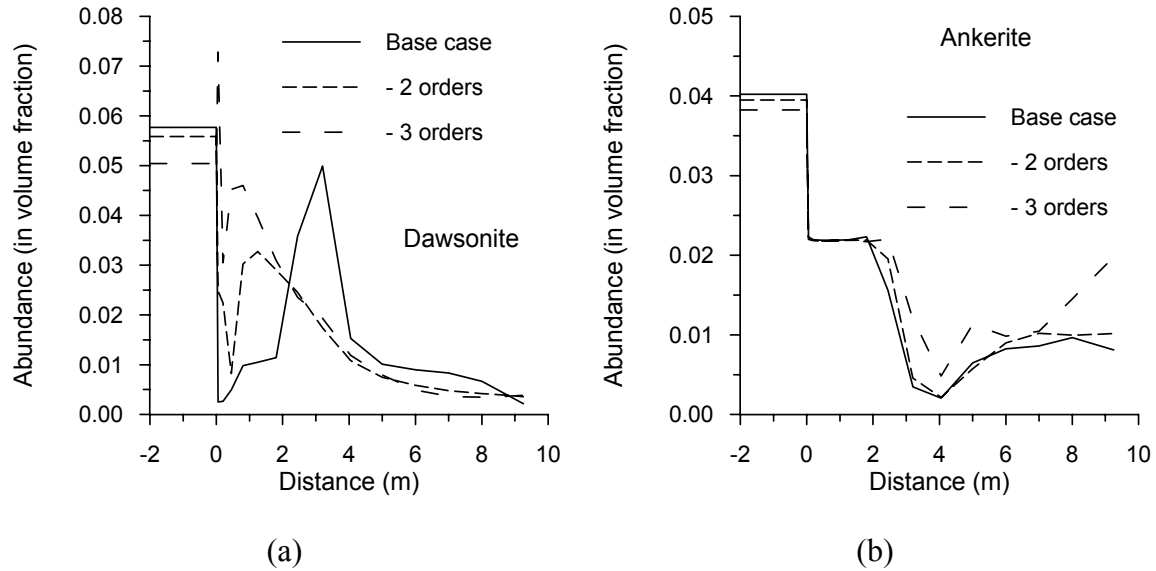 Abundance (in volume fraction)
0.08
0.07
0.06
0.05
0.04
0.03
0.02
0.01
0.00
Base case
- 2 orders
- 3 orders
Dawsonite
-2 0 2 4 6 8 10
Distance (m)
(a)
Abundance (in volume fraction)
0.05
0.04
0.03
0.02
0.01
0.00
Ankerite
Base case
- 2 orders
- 3 orders
-2 0 2 4 6 8 10
Distance (m)
(b)